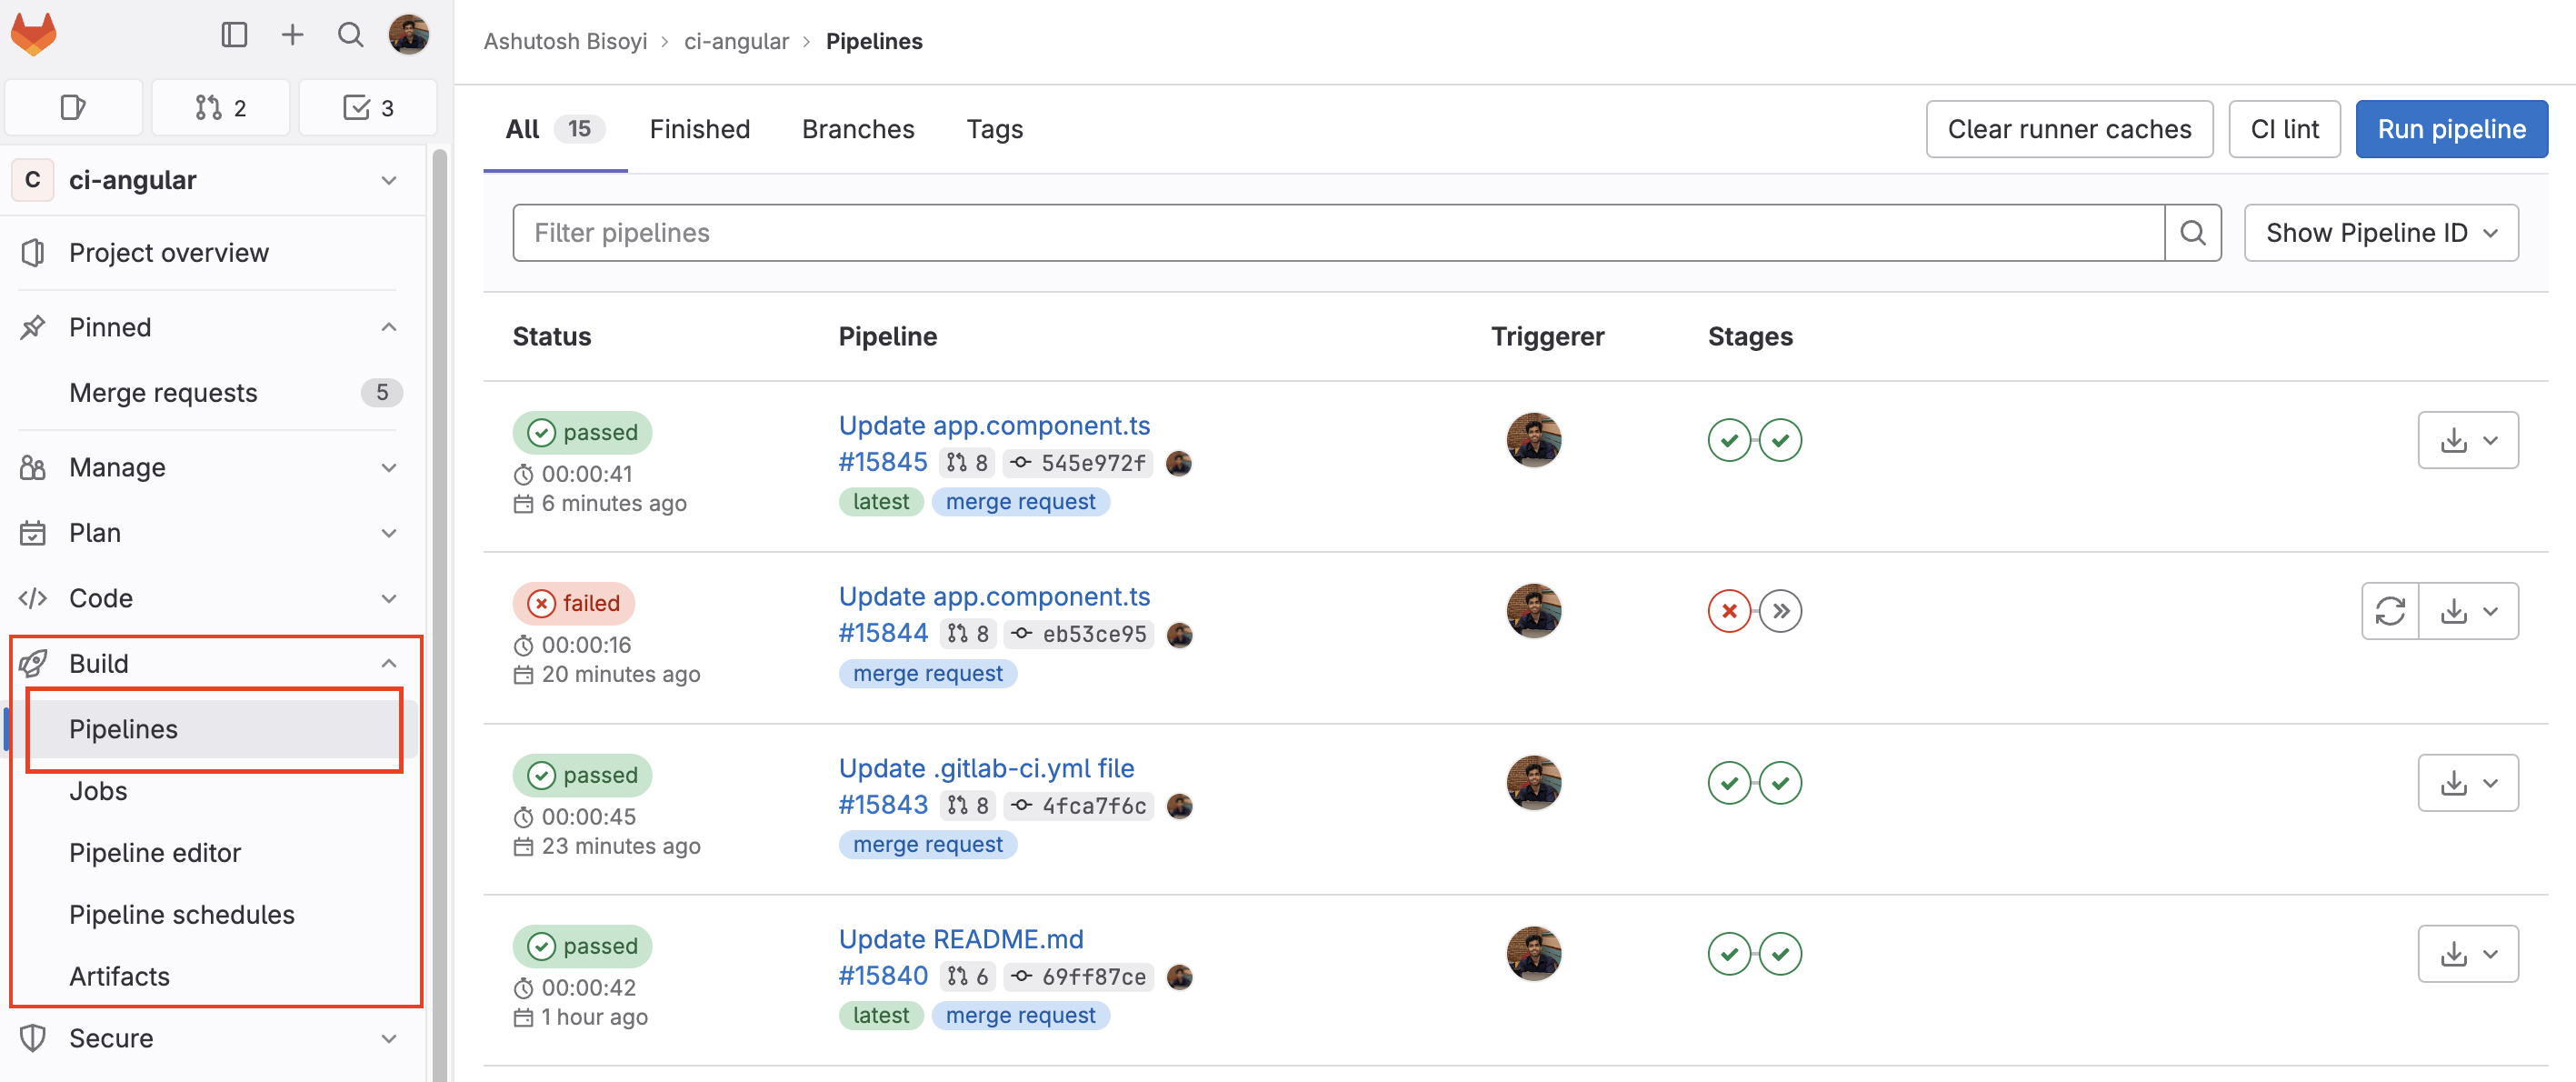 Ashutosh Bisoyi > ci-angular > Pipelines
2
3
C ci-angular
Project overview
Pinned
Merge requests 5
Manage
Plan
Code
Build
Pipelines
Jobs
Pipeline editor
Pipeline schedules
Artifacts
Secure
All 15 Finished Branches Tags
Clear runner caches CI lint Run pipeline
Filter pipelines Show Pipeline ID
Status Pipeline Triggerer Stages
passed
00:00:41
6 minutes ago
Update app.component.ts
#15845 8 545e972f
latest merge request
failed
00:00:16
20 minutes ago
Update app.component.ts
#15844 8 eb53ce95
merge request
passed
00:00:45
23 minutes ago
Update .gitlab-ci.yml file
#15843 8 4fca7f6c
merge request
passed
00:00:42
1 hour ago
Update README.md
#15840 6 69ff87ce
latest merge request